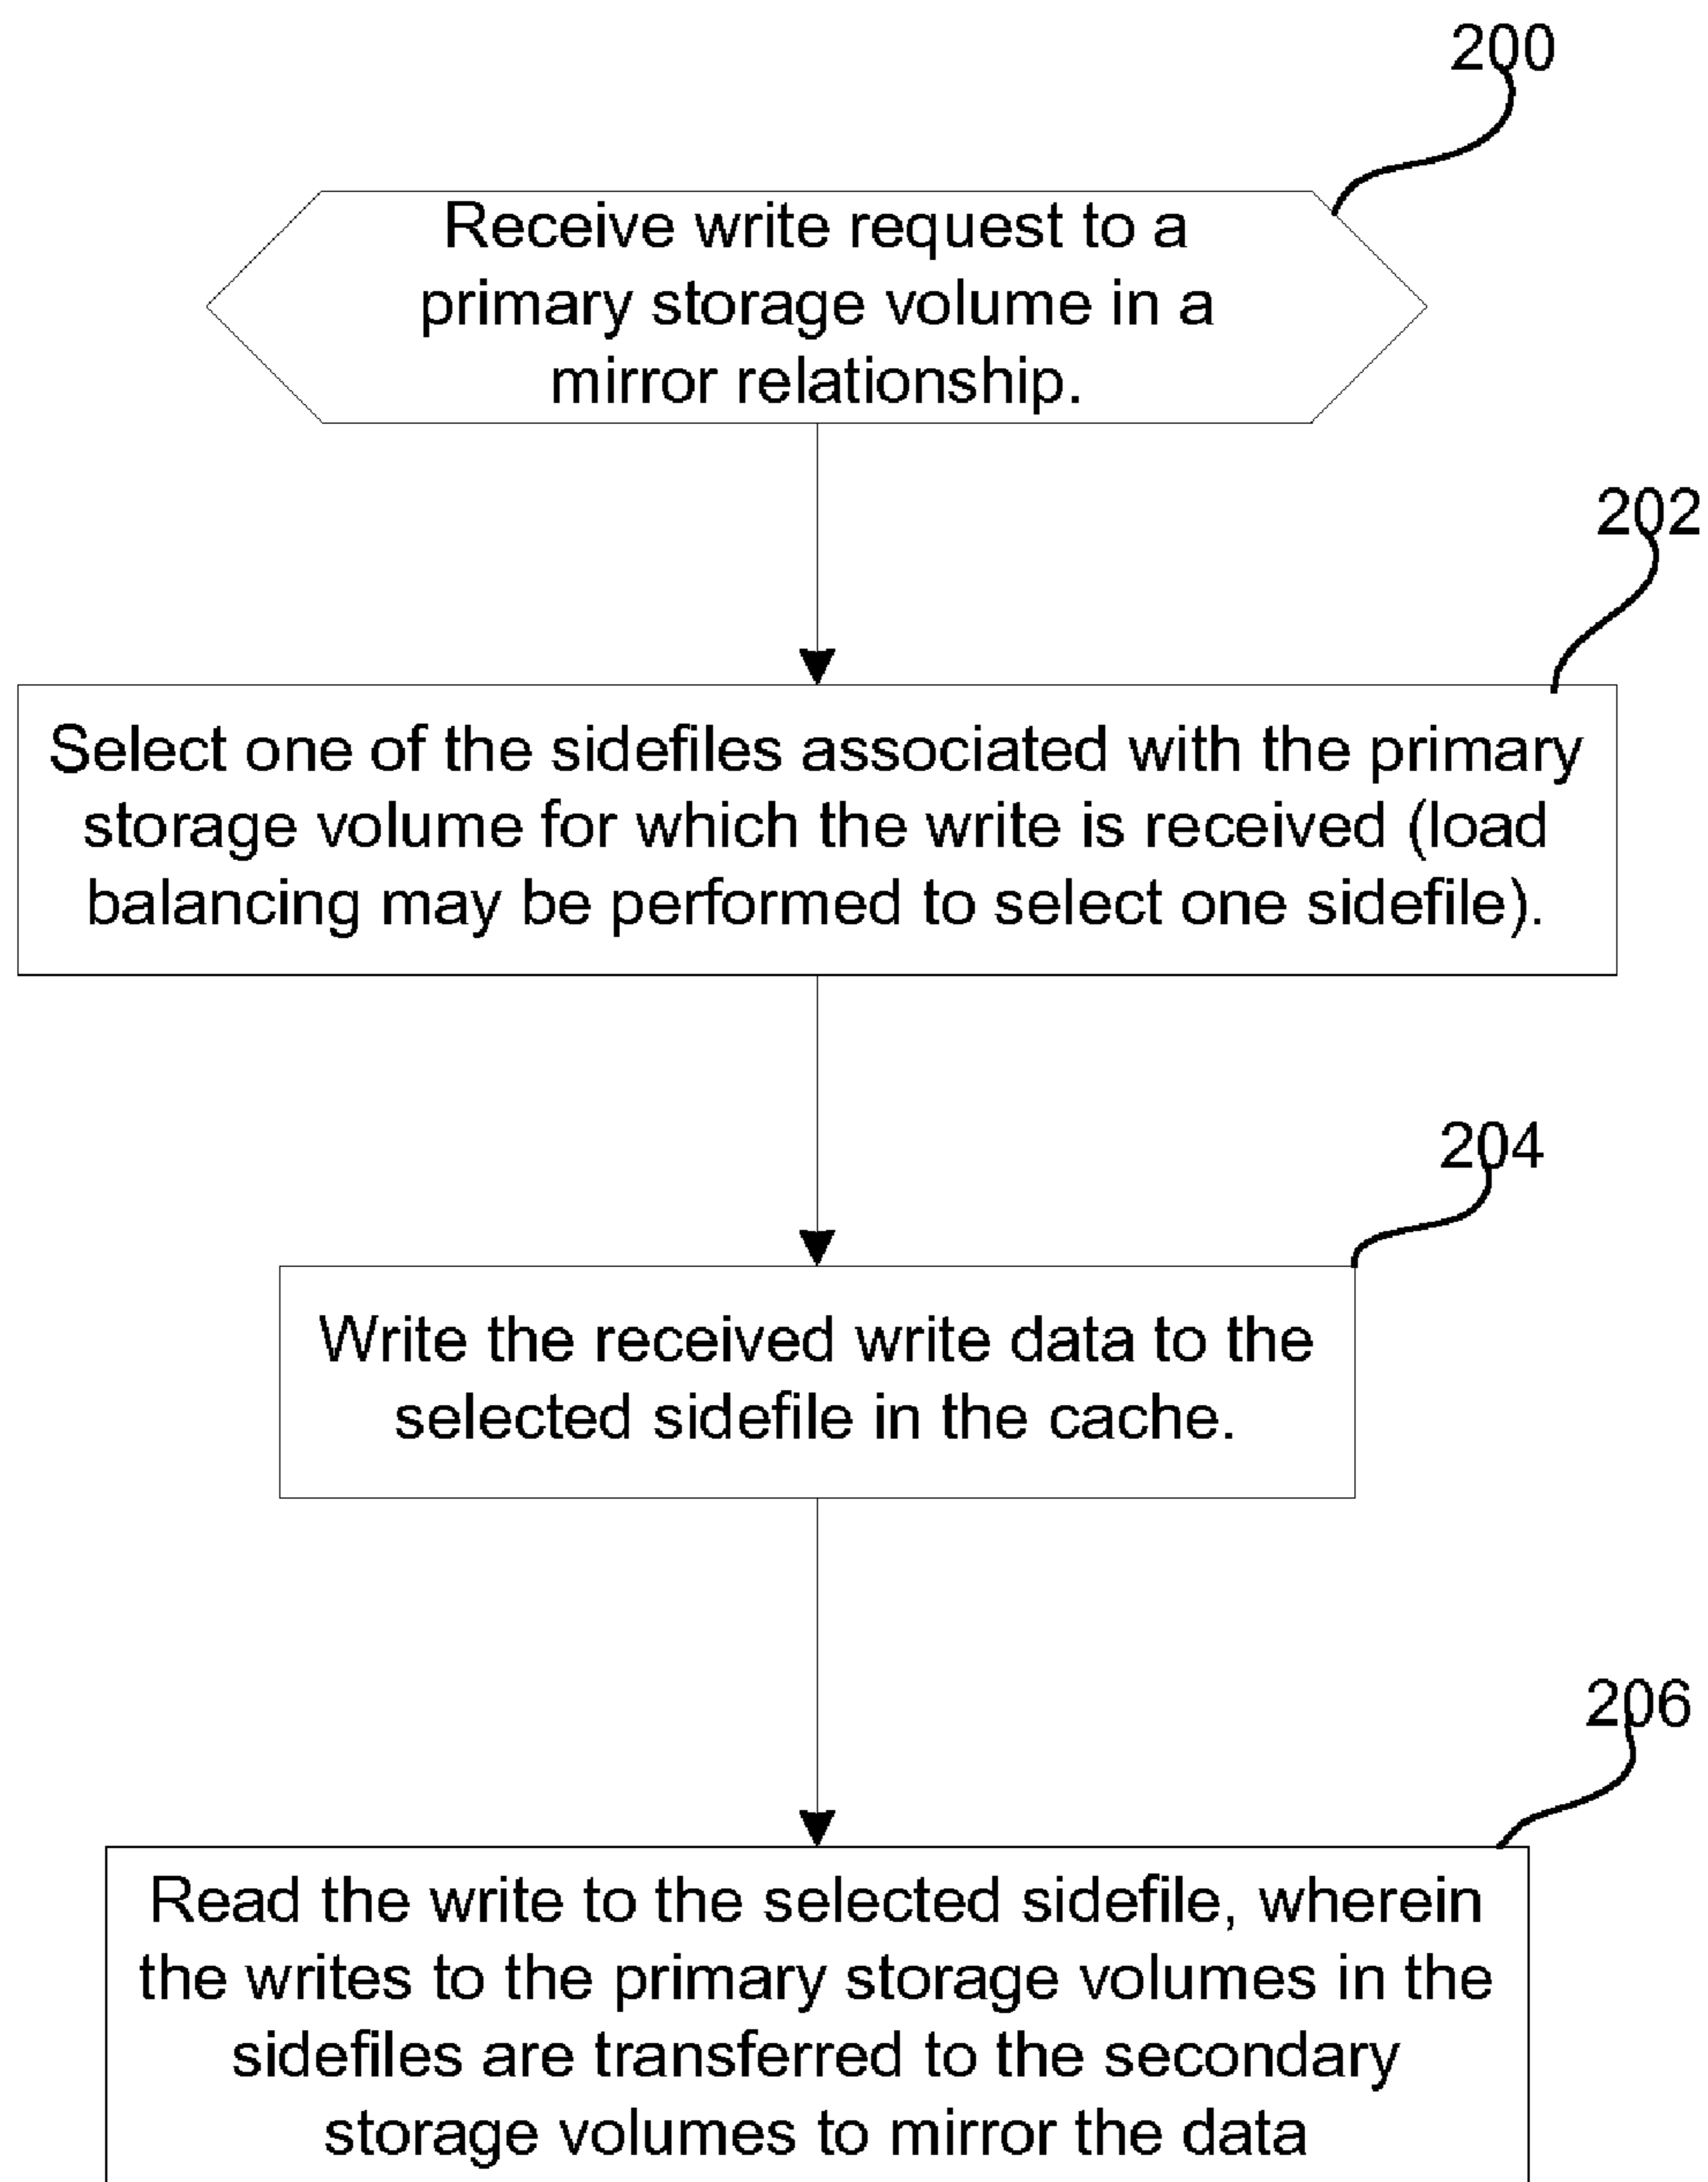 200
Receive write request to a
primary storage volume in a
mirror relationship.
202
Select one of the sidefiles associated with the primary
storage volume for which the write is received (load
balancing may be performed to select one sidefile).
204
Write the received write data to the
selected sidefile in the cache.
206
Read the write to the selected sidefile, wherein
the writes to the primary storage volumes in the
sidefiles are transferred to the secondary
storage volumes to mirror the data